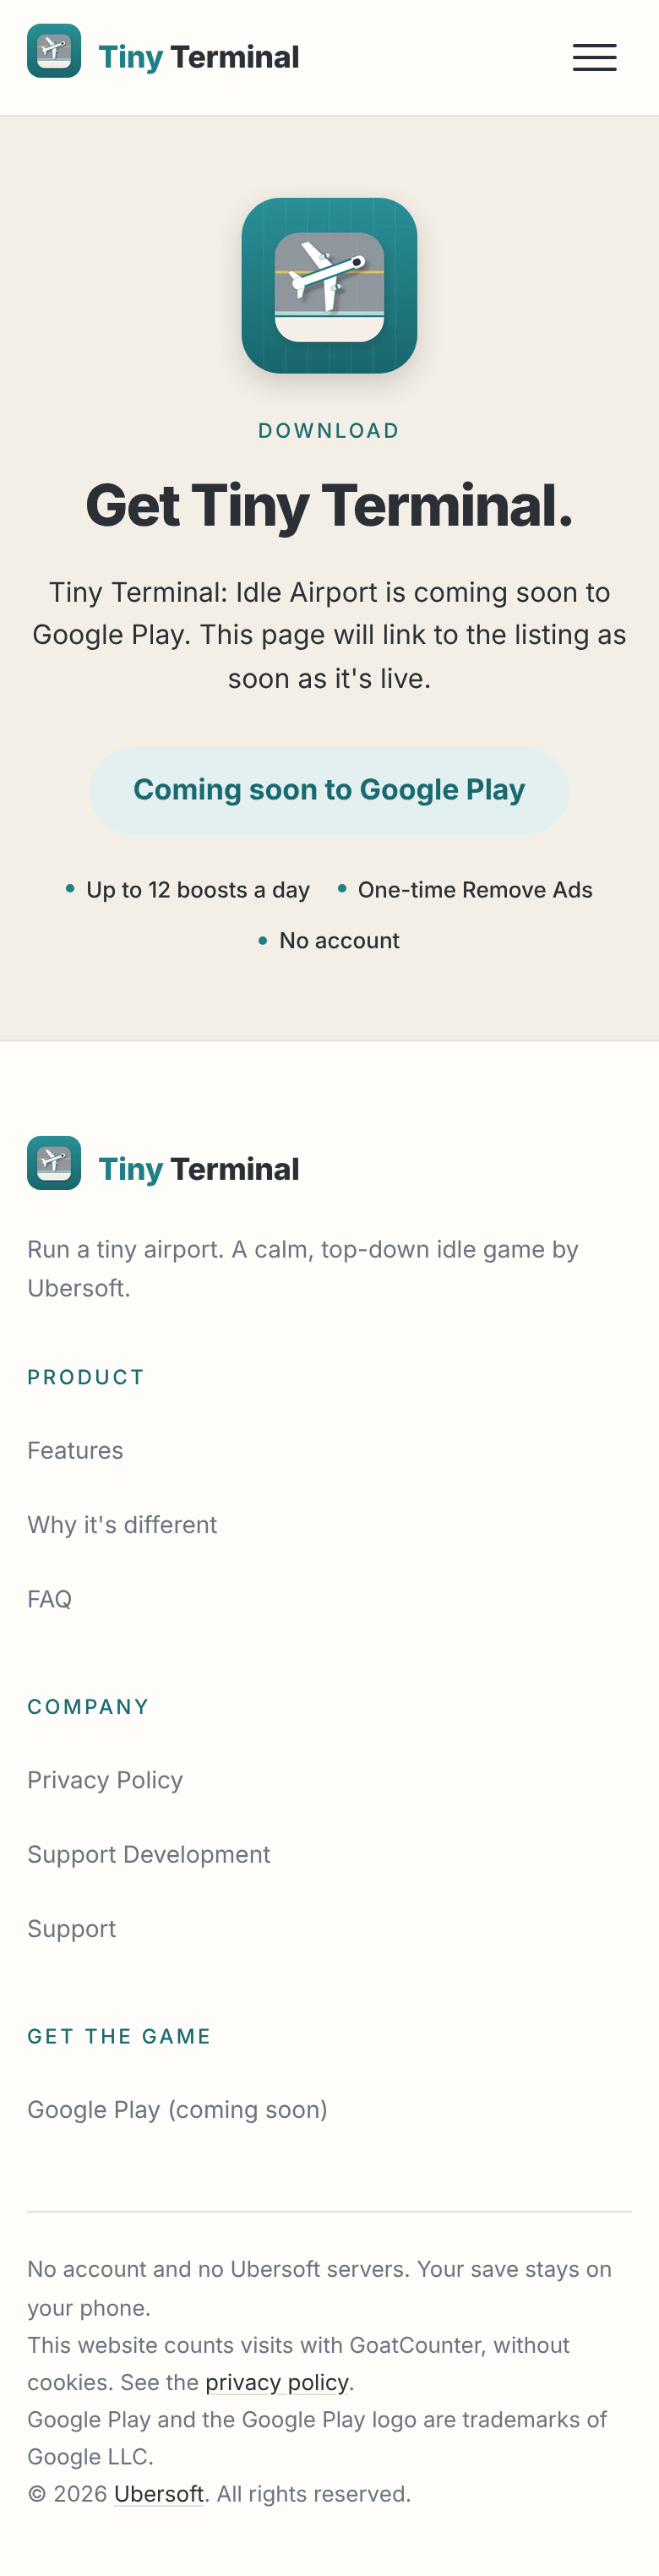 Tiny Terminal
DOWNLOAD
Get Tiny Terminal.
Tiny Terminal: Idle Airport is coming soon to
Google Play. This page will link to the listing as
soon as it's live.
Coming soon to Google Play
• Up to 12 boosts a day • One-time Remove Ads
• No account
Tiny Terminal
Run a tiny airport. A calm, top-down idle game by
Ubersoft.
PRODUCT
Features
Why it's different
FAQ
COMPANY
Privacy Policy
Support Development
Support
GET THE GAME
Google Play (coming soon)
No account and no Ubersoft servers. Your save stays on
your phone.
This website counts visits with GoatCounter, without
cookies. See the privacy policy.
Google Play and the Google Play logo are trademarks of
Google LLC.
© 2026 Ubersoft. All rights reserved.